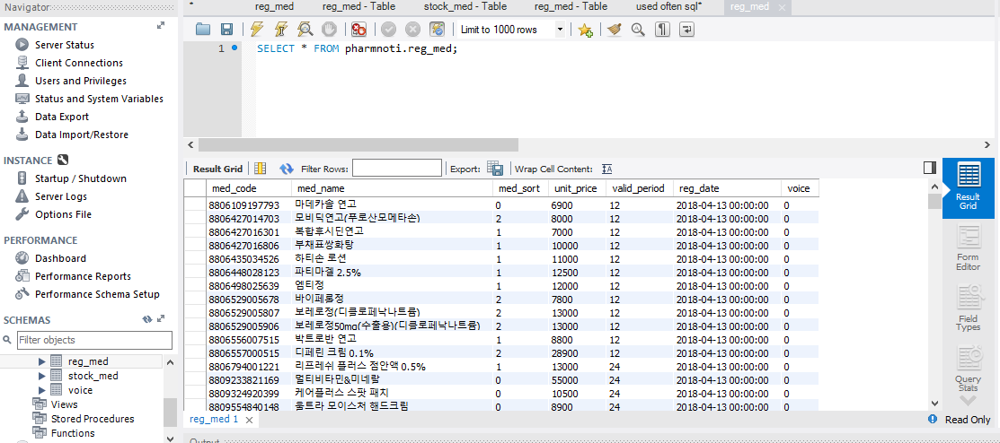 Navigator
* reg_med reg_med - Table stock_med - Table reg_med - Table used often sql* reg_med
MANAGEMENT
Server Status
Client Connections
Users and Privileges
Status and System Variables
Data Export
Data Import/Restore
INSTANCE
Startup / Shutdown
Server Logs
Options File
PERFORMANCE
Dashboard
Performance Reports
Performance Schema Setup
SCHEMAS
Filter objects
reg_med
stock_med
voice
Views
Stored Procedures
Functions
Limit to 1000 rows
1 SELECT * FROM pharmnoti.reg_med;
Result Grid Filter Rows: Export: Wrap Cell Content:
med_code med_name med_sort unit_price valid_period reg_date voice
8806109197793 마데카솔 연고 0 6900 12 2018-04-13 00:00:00 0
8806427014703 모비딕연고(푸로산모메타손) 2 8000 12 2018-04-13 00:00:00 0
8806427016301 복합후시딘연고 1 7000 12 2018-04-13 00:00:00 0
8806427016806 부채표쌍화탕 1 10000 12 2018-04-13 00:00:00 0
8806435034526 하티손 로션 1 11000 12 2018-04-13 00:00:00 0
8806448028123 파티마겔 2.5% 1 12500 12 2018-04-13 00:00:00 0
8806498025639 엠티정 1 12000 12 2018-04-13 00:00:00 0
8806529005678 바이페롬정 2 7800 12 2018-04-13 00:00:00 0
8806529005807 보레로정(디클로페낙나트륨) 2 13000 12 2018-04-13 00:00:00 0
8806529005906 보레로정50mg(수출용)(디클로페낙나트륨) 2 13000 12 2018-04-13 00:00:00 0
8806556007515 박트로반 연고 1 8800 12 2018-04-13 00:00:00 0
8806557000515 디페린 크림 0.1% 2 28900 12 2018-04-13 00:00:00 0
8806794001221 리프레쉬 플러스 점안액 0.5% 1 13000 24 2018-04-13 00:00:00 0
8809233821169 멀티비타민&미네랄 0 55000 24 2018-04-13 00:00:00 0
8809324920399 케어플러스 스팟 패치 0 10500 24 2018-04-13 00:00:00 0
8809554840148 울트라 모이스처 핸드크림 0 8900 24 2018-04-13 00:00:00 0
Result
Grid
Form
Editor
Field
Types
Query
Stats
reg_med 1
Read Only
Output